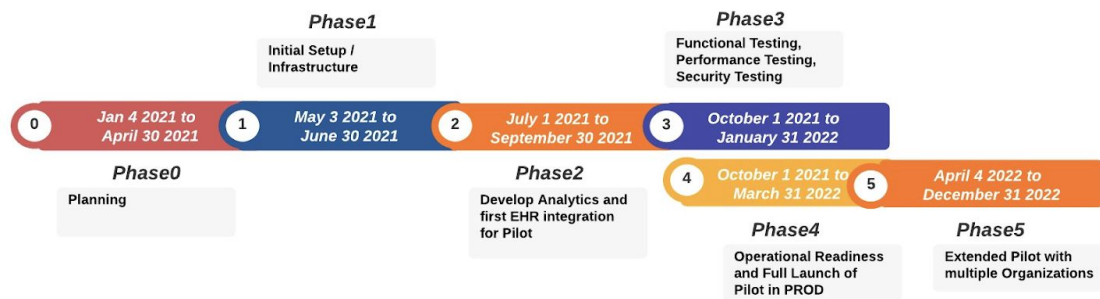 Phase1
Initial Setup /
Infrastructure
Phase3
Functional Testing,
Performance Testing,
Security Testing
0
Jan 4 2021 to
April 30 2021
1
May 3 2021 to
June 30 2021
2
July 1 2021 to
September 30 2021
3
October 1 2021 to
January 31 2022
Phase0
Planning
Phase2
Develop Analytics and
first EHR integration
for Pilot
4
October 1 2021 to
March 31 2022
5
April 4 2022 to
December 31 2022
Phase4
Operational Readiness
and Full Launch of
Pilot in PROD
Phase5
Extended Pilot with
multiple Organizations